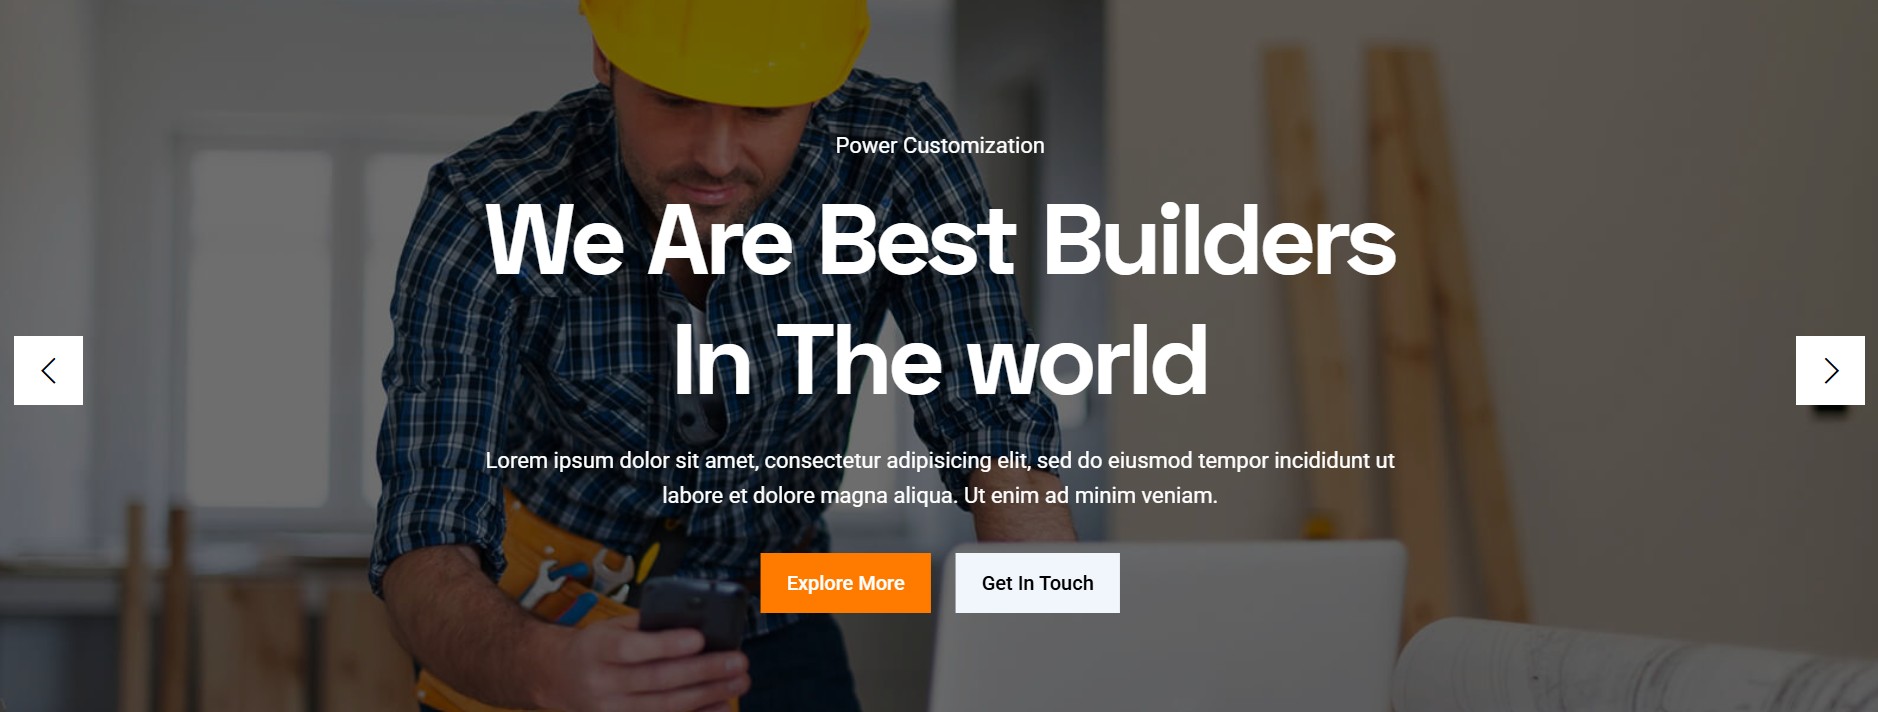 Power Customization
We Are Best Builders
In The world
Lorem ipsum dolor sit amet, consectetur adipisicing elit, sed do eiusmod tempor incididunt ut
labore et dolore magna aliqua. Ut enim ad minim veniam.
Explore More
Get In Touch